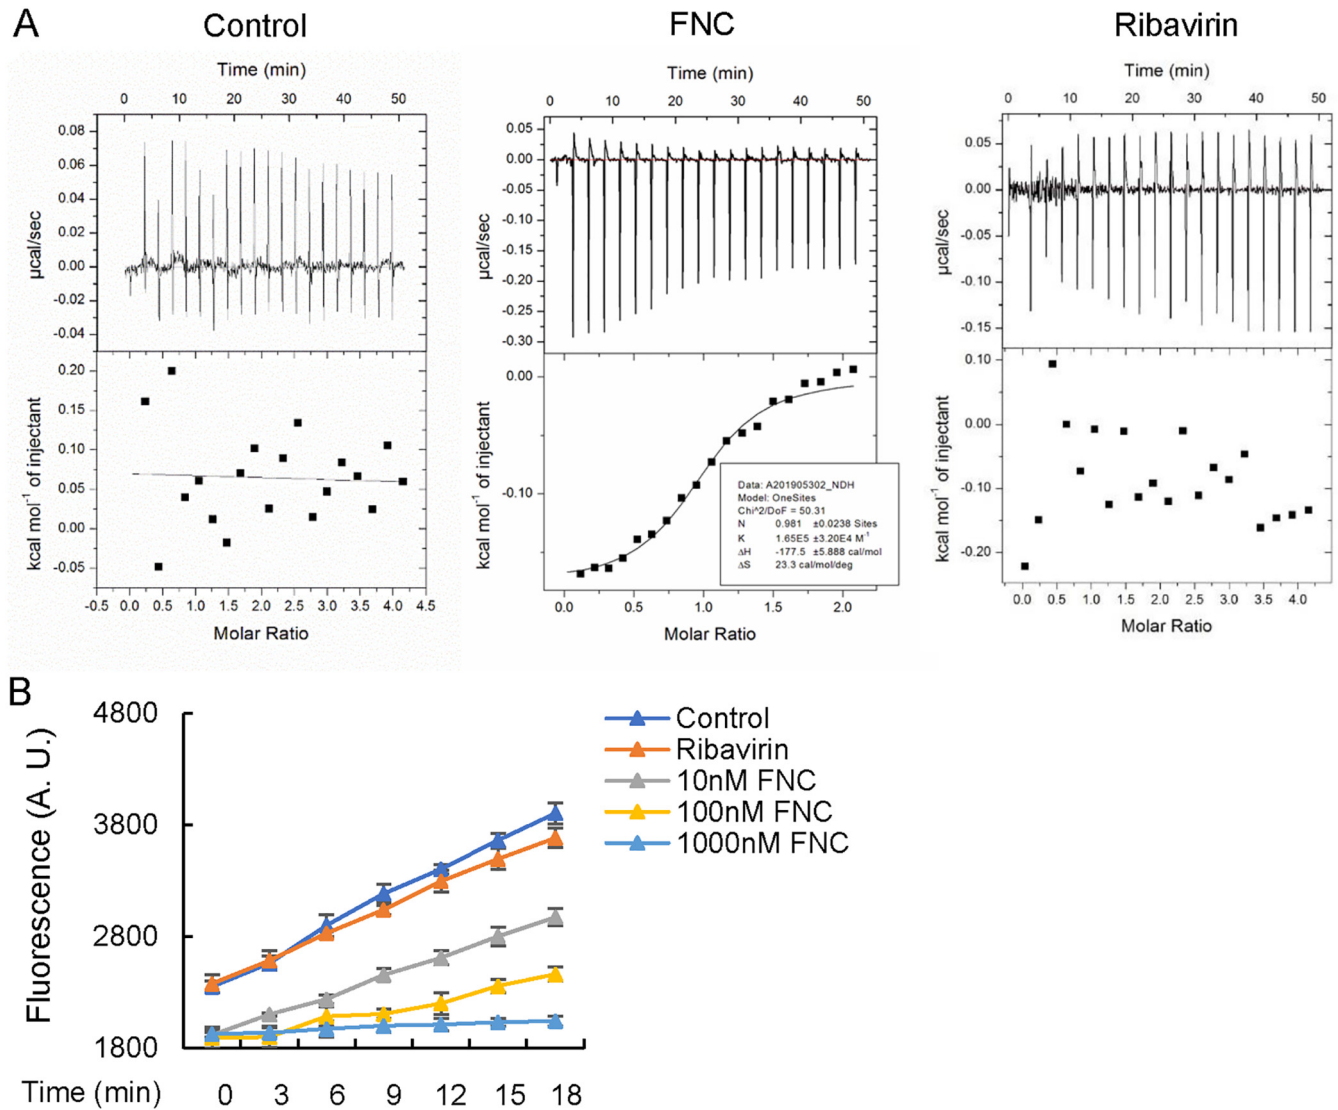 A
Control
FNC
Ribavirin
Time (min)
0 10 20 30 40 50
0.08
0.06
0.04
0.02
0.00
-0.02
-0.04
µcal/sec
0.20
0.15
0.10
0.05
0.00
-0.05
kcal mol⁻¹ of injectant
-0.5 0.0 0.5 1.0 1.5 2.0 2.5 3.0 3.5 4.0 4.5
Molar Ratio
Time (min)
0 10 20 30 40 50
0.05
0.00
-0.05
-0.10
-0.15
-0.20
-0.25
-0.30
µcal/sec
0.00
-0.10
kcal mol⁻¹ of injectant
Data: A201905302_NDH
Model: OneSites
Chi^2/DoF = 50.31
N 0.981 ±0.0238 Sites
K 1.65E5 ±3.20E4 M⁻¹
ΔH -177.5 ±5.888 cal/mol
ΔS 23.3 cal/mol/deg
0.0 0.5 1.0 1.5 2.0
Molar Ratio
Time (min)
0 10 20 30 40 50
0.05
0.00
-0.05
-0.10
-0.15
µcal/sec
0.10
0.00
-0.10
-0.20
kcal mol⁻¹ of injectant
0.0 0.5 1.0 1.5 2.0 2.5 3.0 3.5 4.0
Molar Ratio
B
4800
3800
2800
1800
Fluorescence (A. U.)
Control
Ribavirin
10nM FNC
100nM FNC
1000nM FNC
Time (min) 0 3 6 9 12 15 18